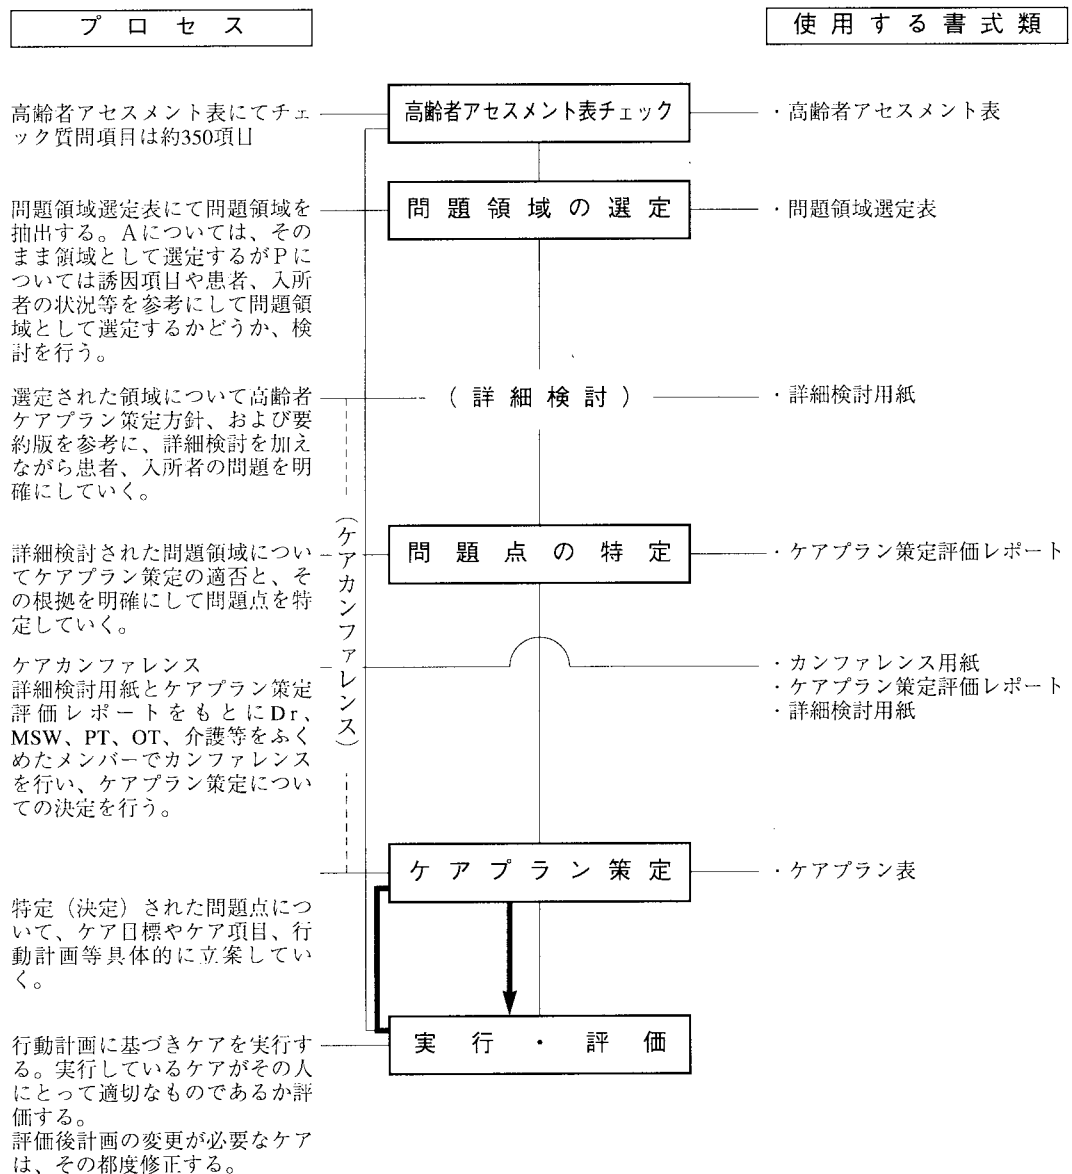 プロセス
使用する書式類
高齢者アセスメント表にてチェ
ック質問項目は約350項目
高齢者アセスメント表チェック
・高齢者アセスメント表
問題領域選定表にて問題領域を
抽出する。Aについては、その
まま領域として選定するがPに
ついては誘因項目や患者、入所
者の状況等を参考にして問題領
域として選定するかどうか、検
討を行う。
問題領域の選定
・問題領域選定表
選定された領域について高齢者
ケアプラン策定方針、および要
約版を参考に、詳細検討を加え
ながら患者、入所者の問題を明
確にしていく。
(詳細検討)
・詳細検討用紙
(ケアカンファレンス)
詳細検討された問題領域につい
てケアプラン策定の適否と、そ
の根拠を明確にして問題点を特
定していく。
問題点の特定
・ケアプラン策定評価レポート
ケアカンファレンス
詳細検討用紙とケアプラン策定
評価レポートをもとにDr、
MSW、PT、OT、介護等をふく
めたメンバーでカンファレンス
を行い、ケアプラン策定につい
ての決定を行う。
・カンファレンス用紙
・ケアプラン策定評価レポート
・詳細検討用紙
ケアプラン策定
・ケアプラン表
特定（決定）された問題点につ
いて、ケア目標やケア項目、行
動計画等具体的に立案してい
く。
実行・評価
行動計画に基づきケアを実行す
る。実行しているケアがその人
にとって適切なものであるか評
価する。
評価後計画の変更が必要なケア
は、その都度修正する。